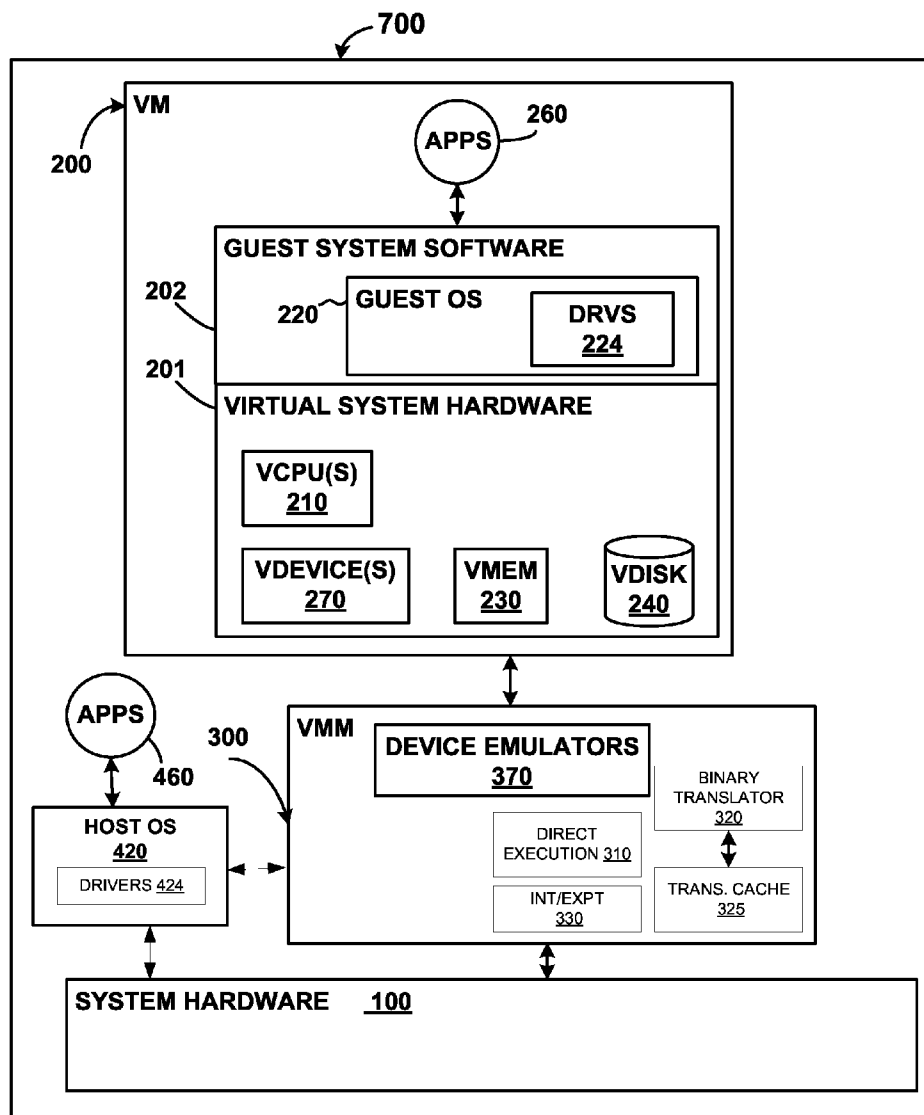 700
VM
200
APPS
260
GUEST SYSTEM SOFTWARE
202
220
GUEST OS
DRVS
224
201
VIRTUAL SYSTEM HARDWARE
VCPU(S)
210
VDEVICE(S)
270
VMEM
230
VDISK
240
APPS
460
300
VMM
DEVICE EMULATORS
370
BINARY
TRANSLATOR
320
DIRECT
EXECUTION 310
INT/EXPT
330
TRANS. CACHE
325
HOST OS
420
DRIVERS 424
SYSTEM HARDWARE 100